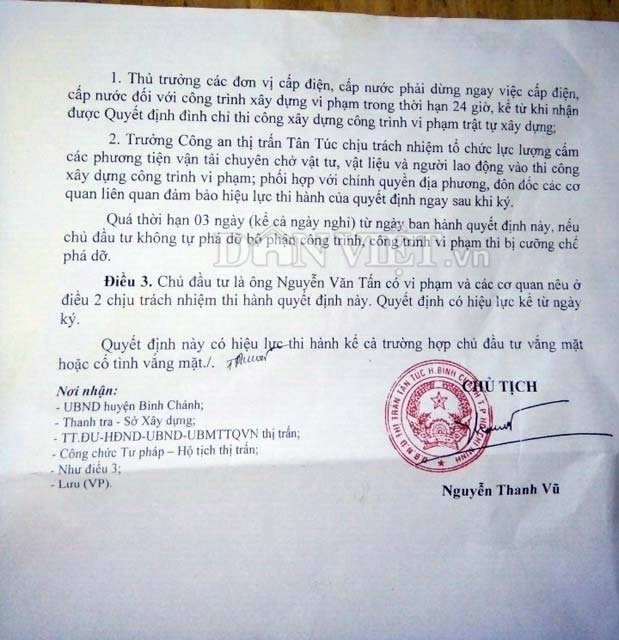 1. Thủ trưởng các đơn vị cấp điện, cấp nước phải dừng ngay việc cấp điện,
cấp nước đối với công trình xây dựng vi phạm trong thời hạn 24 giờ, kể từ khi nhận
được Quyết định đình chỉ thi công xây dựng công trình vi phạm trật tự xây dựng;
2. Trưởng Công an thị trấn Tân Túc chịu trách nhiệm tổ chức lực lượng cấm
các phương tiện vận tải chuyên chở vật tư, vật liệu và người lao động vào thi công
xây dựng công trình vi phạm; phối hợp với chính quyền địa phương, đôn đốc các cơ
quan liên quan đảm bảo hiệu lực thi hành của quyết định ngay sau khi ký.
Quá thời hạn 03 ngày (kể cả ngày nghỉ) từ ngày ban hành quyết định này, nếu
chủ đầu tư không tự phá dỡ bộ phận công trình, công trình vi phạm thì bị cưỡng chế
phá dỡ.
DÂN VIỆT.vn
Điều 3. Chủ đầu tư là ông Nguyễn Văn Tấn có vi phạm và các cơ quan nêu ở
điều 2 chịu trách nhiệm thi hành quyết định này. Quyết định có hiệu lực kể từ ngày
ký.
Quyết định này có hiệu lực thi hành kể cả trường hợp chủ đầu tư vắng mặt
hoặc cố tình vắng mặt./.
Nơi nhận:
- UBND huyện Bình Chánh;
- Thanh tra - Sở Xây dựng;
- TT.ĐU-HĐND-UBND-UBMTTQVN thị trấn;
- Công chức Tư pháp – Hộ tịch thị trấn;
- Như điều 3;
- Lưu (VP).
CHỦ TỊCH
U.B.N.D THỊ TRẤN TÂN TÚC H.BÌNH CHÁNH T.P HỒ CHÍ MINH
Nguyễn Thanh Vũ